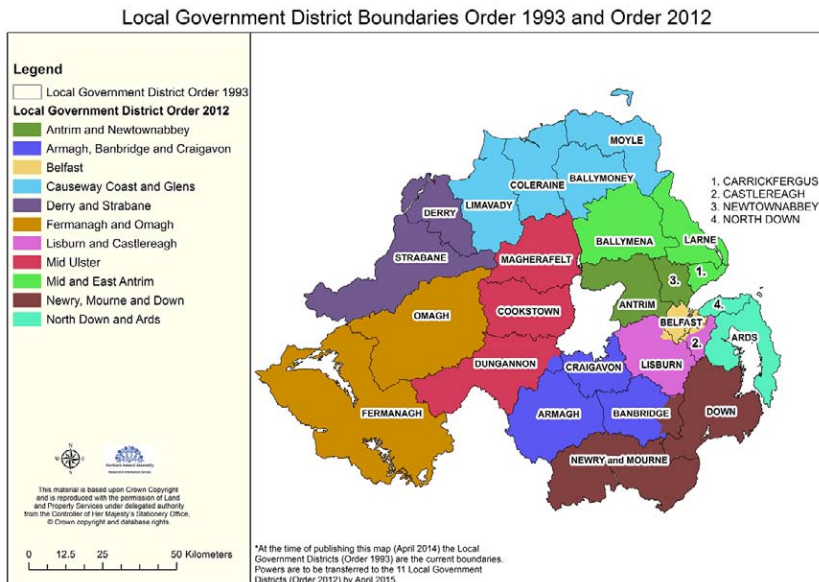 Local Government District Boundaries Order 1993 and Order 2012
Legend
Local Government District Order 1993
Local Government District Order 2012
Antrim and Newtownabbey
Armagh, Banbridge and Craigavon
Belfast
Causeway Coast and Glens
Derry and Strabane
Fermanagh and Omagh
Lisburn and Castlereagh
Mid Ulster
Mid and East Antrim
Newry, Mourne and Down
North Down and Ards
Northern Ireland Assembly
This material is based upon Crown Copyright
and is reproduced with the permission of Land
and Property Services under delegated authority
from the Controller of Her Majesty's Stationery Office,
© Crown copyright and database rights.
0 12.5 25 50 Kilometers
MOYLE
COLERAINE
BALLYMONEY
LIMAVADY
DERRY
BALLYMENA
LARNE
STRABANE
MAGHERAFELT
1.
3.
ANTRIM
4.
OMAGH
COOKSTOWN
BELFAST
ARDS
2.
DUNGANNON
CRAIGAVON
LISBURN
FERMANAGH
ARMAGH
BANBRIDGE
DOWN
NEWRY and MOURNE
1. CARRICKFERGUS
2. CASTLEREAGH
3. NEWTOWNABBEY
4. NORTH DOWN
*At the time of publishing this map (April 2014) the Local
Government Districts (Order 1993) are the current boundaries.
Powers are to be transferred to the 11 Local Government
Districts (Order 2012) by April 2015.